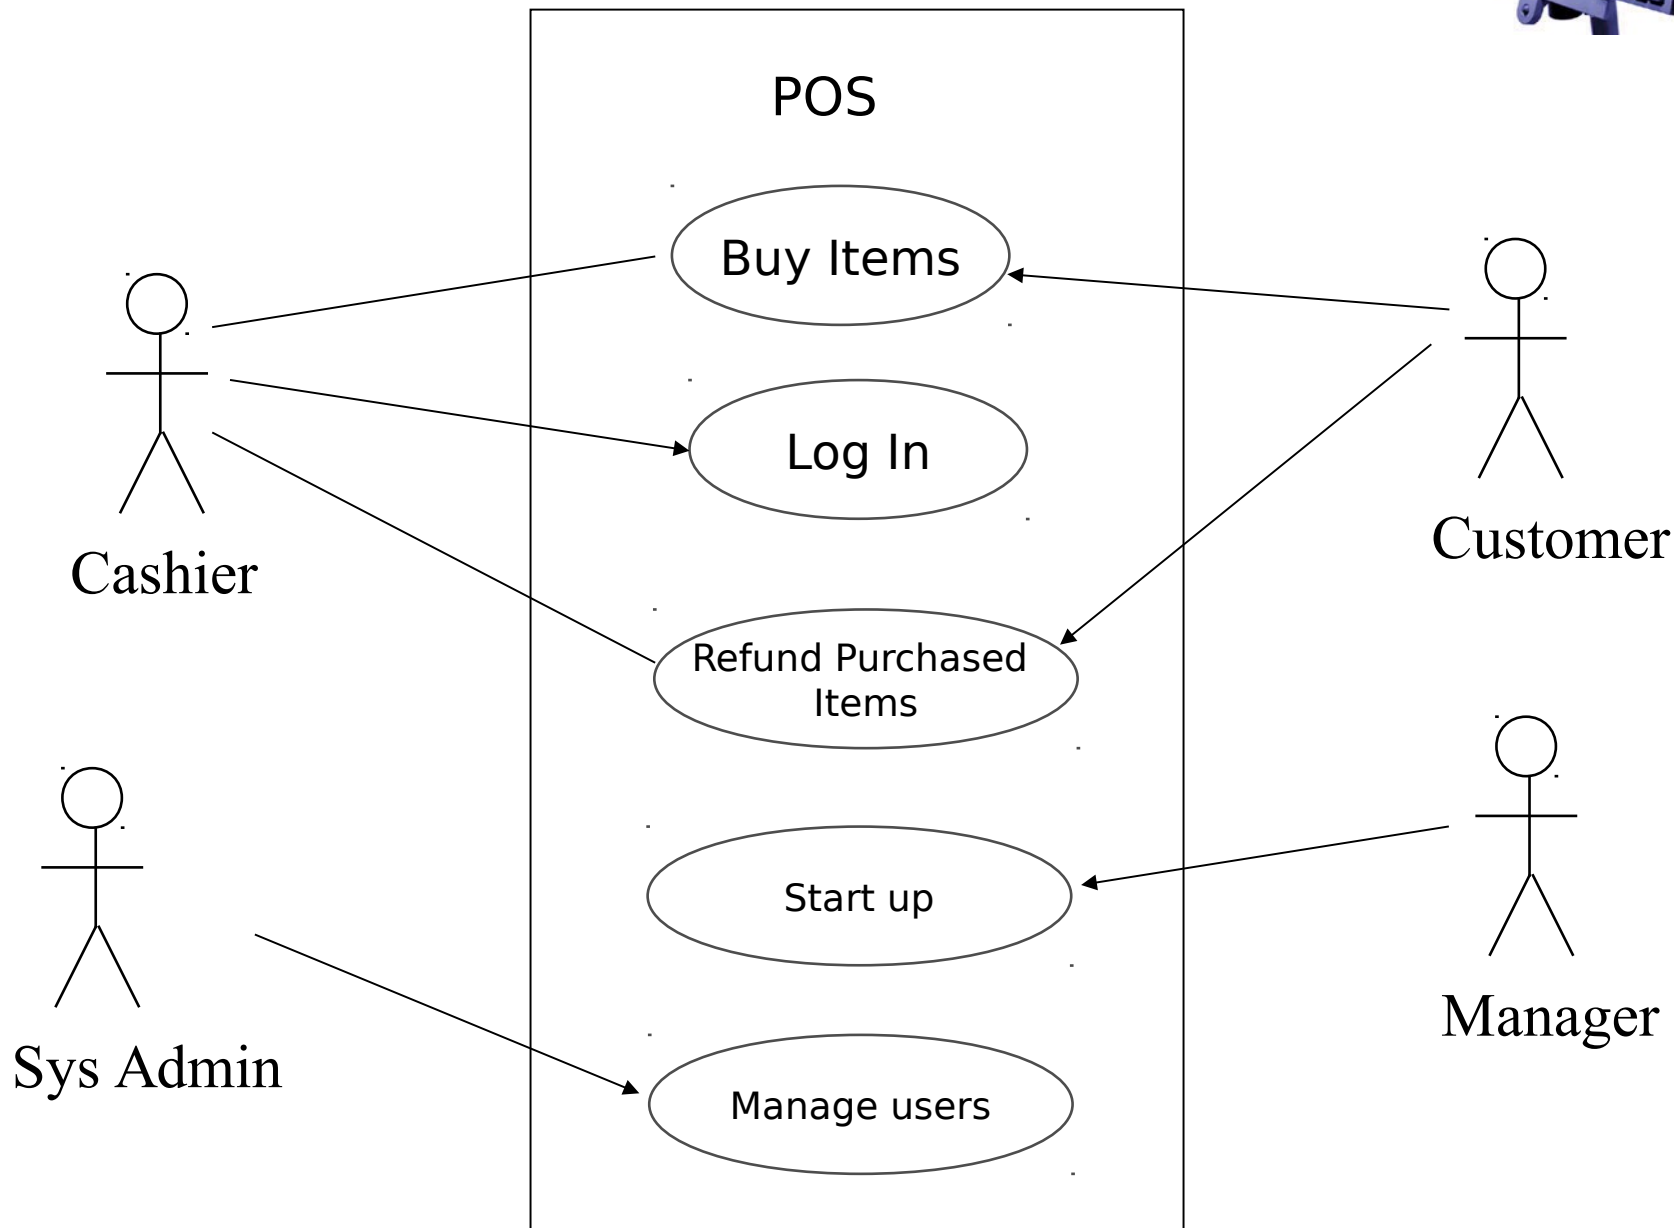 POS
Buy Items
Log In
Customer
Cashier
Refund Purchased
Items
Start up
Manager
Sys Admin
Manage users